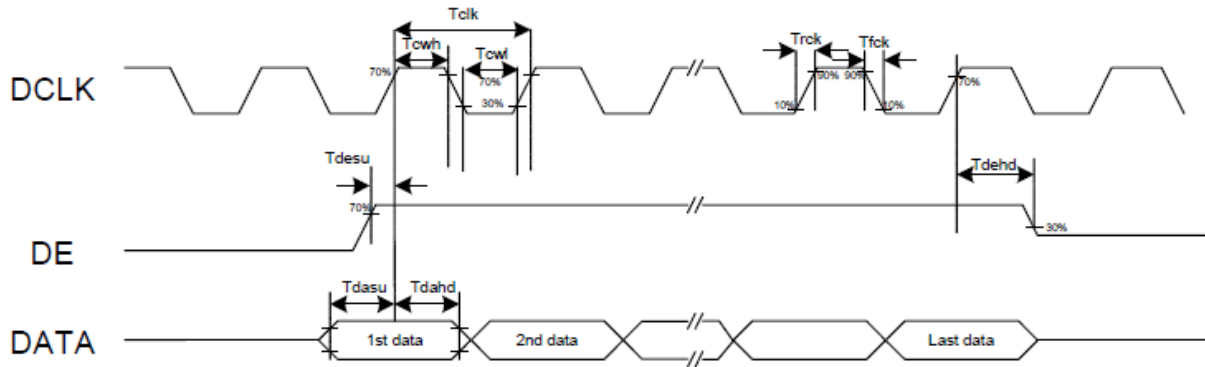 Tclk
Tcwh
Tcwl
Trck
Tfck
70%
70%
90%
90%
70%
DCLK
30%
10%
10%
Tdesu
Tdehd
70%
DE
30%
Tdasu
Tdahd
DATA
1st data
2nd data
Last data